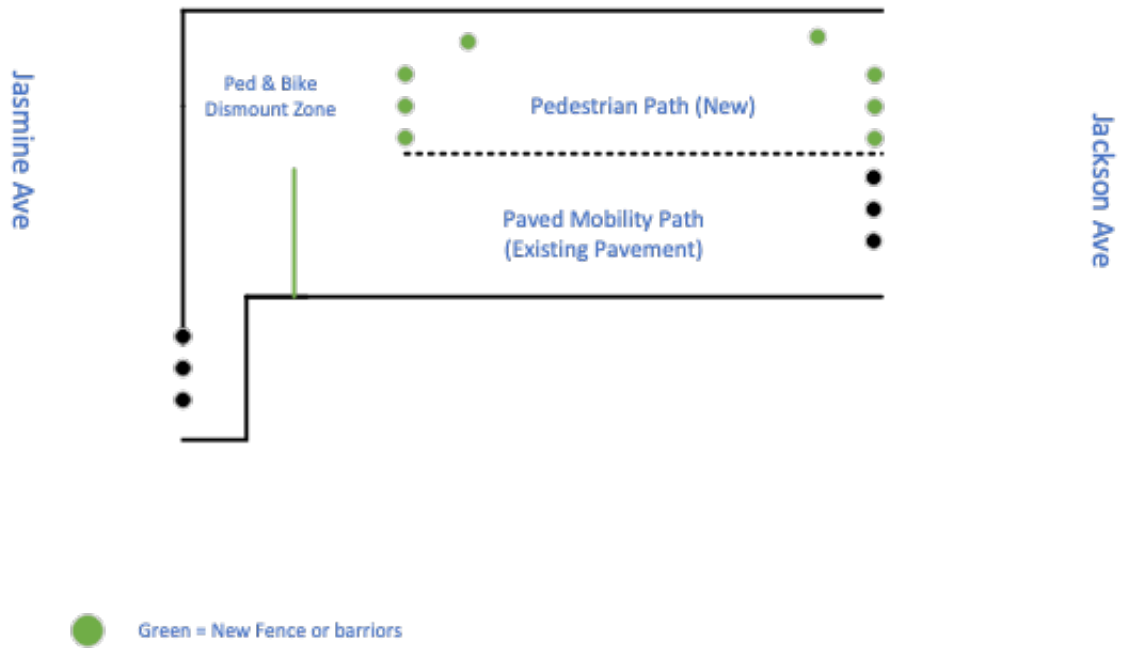 Jasmine Ave
Ped & Bike
Dismount Zone
Pedestrian Path (New)
Paved Mobility Path
(Existing Pavement)
Jackson Ave
Green = New Fence or barriors